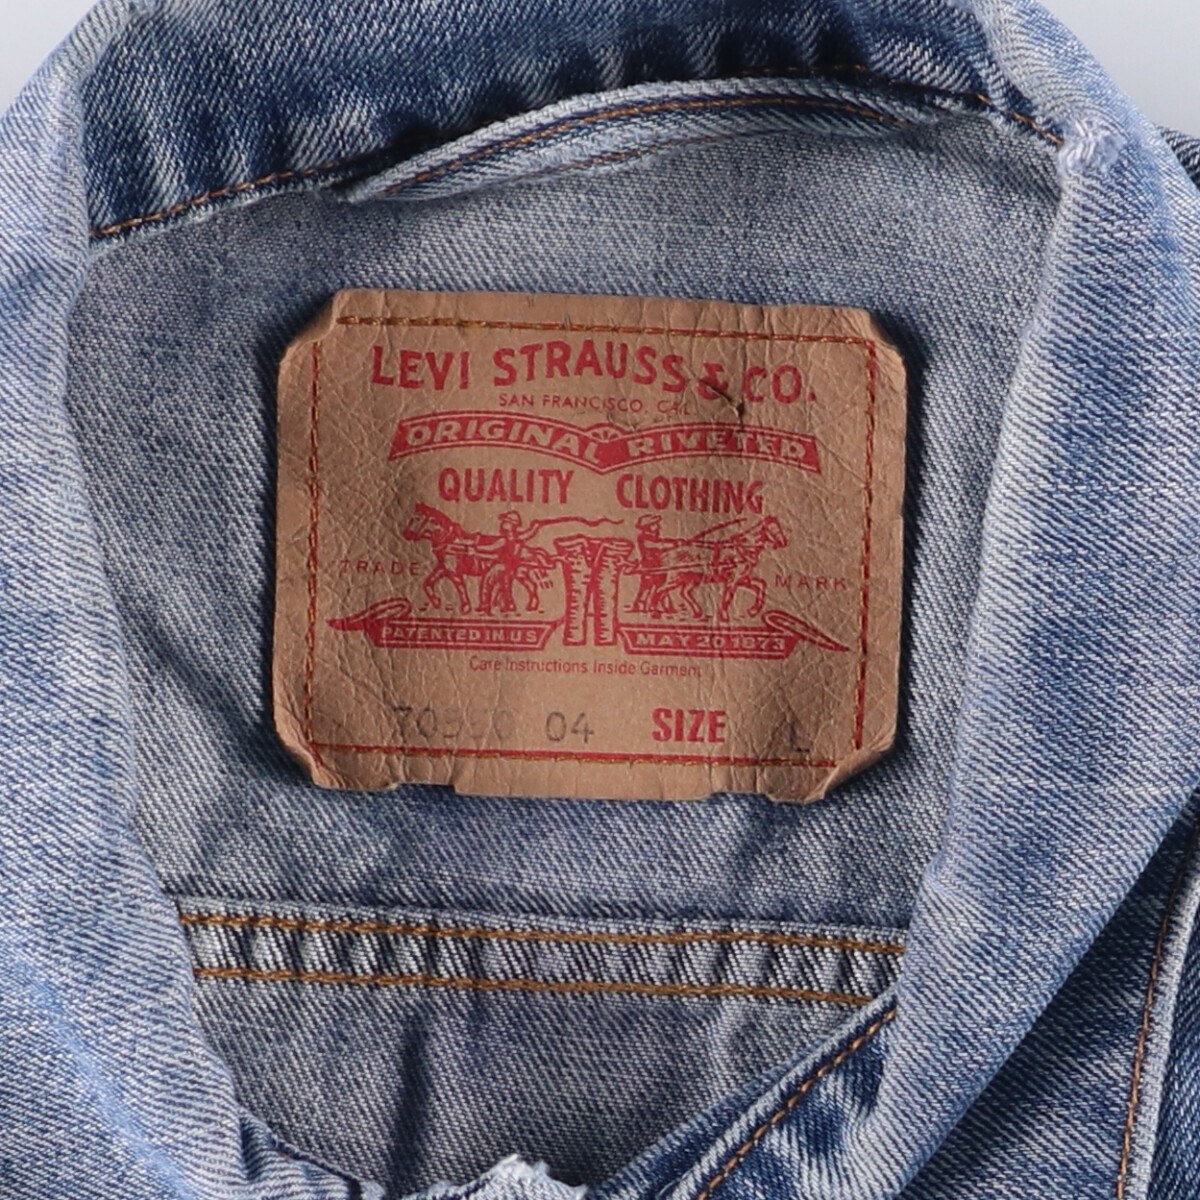 LEVI STRAUSS & CO.
SAN FRANCISCO, CAL.
ORIGINAL RIVETED
QUALITY CLOTHING
TRADE MARK
PATENTED IN US MAY 20 1873
Care Instructions Inside Garment
04 SIZE L